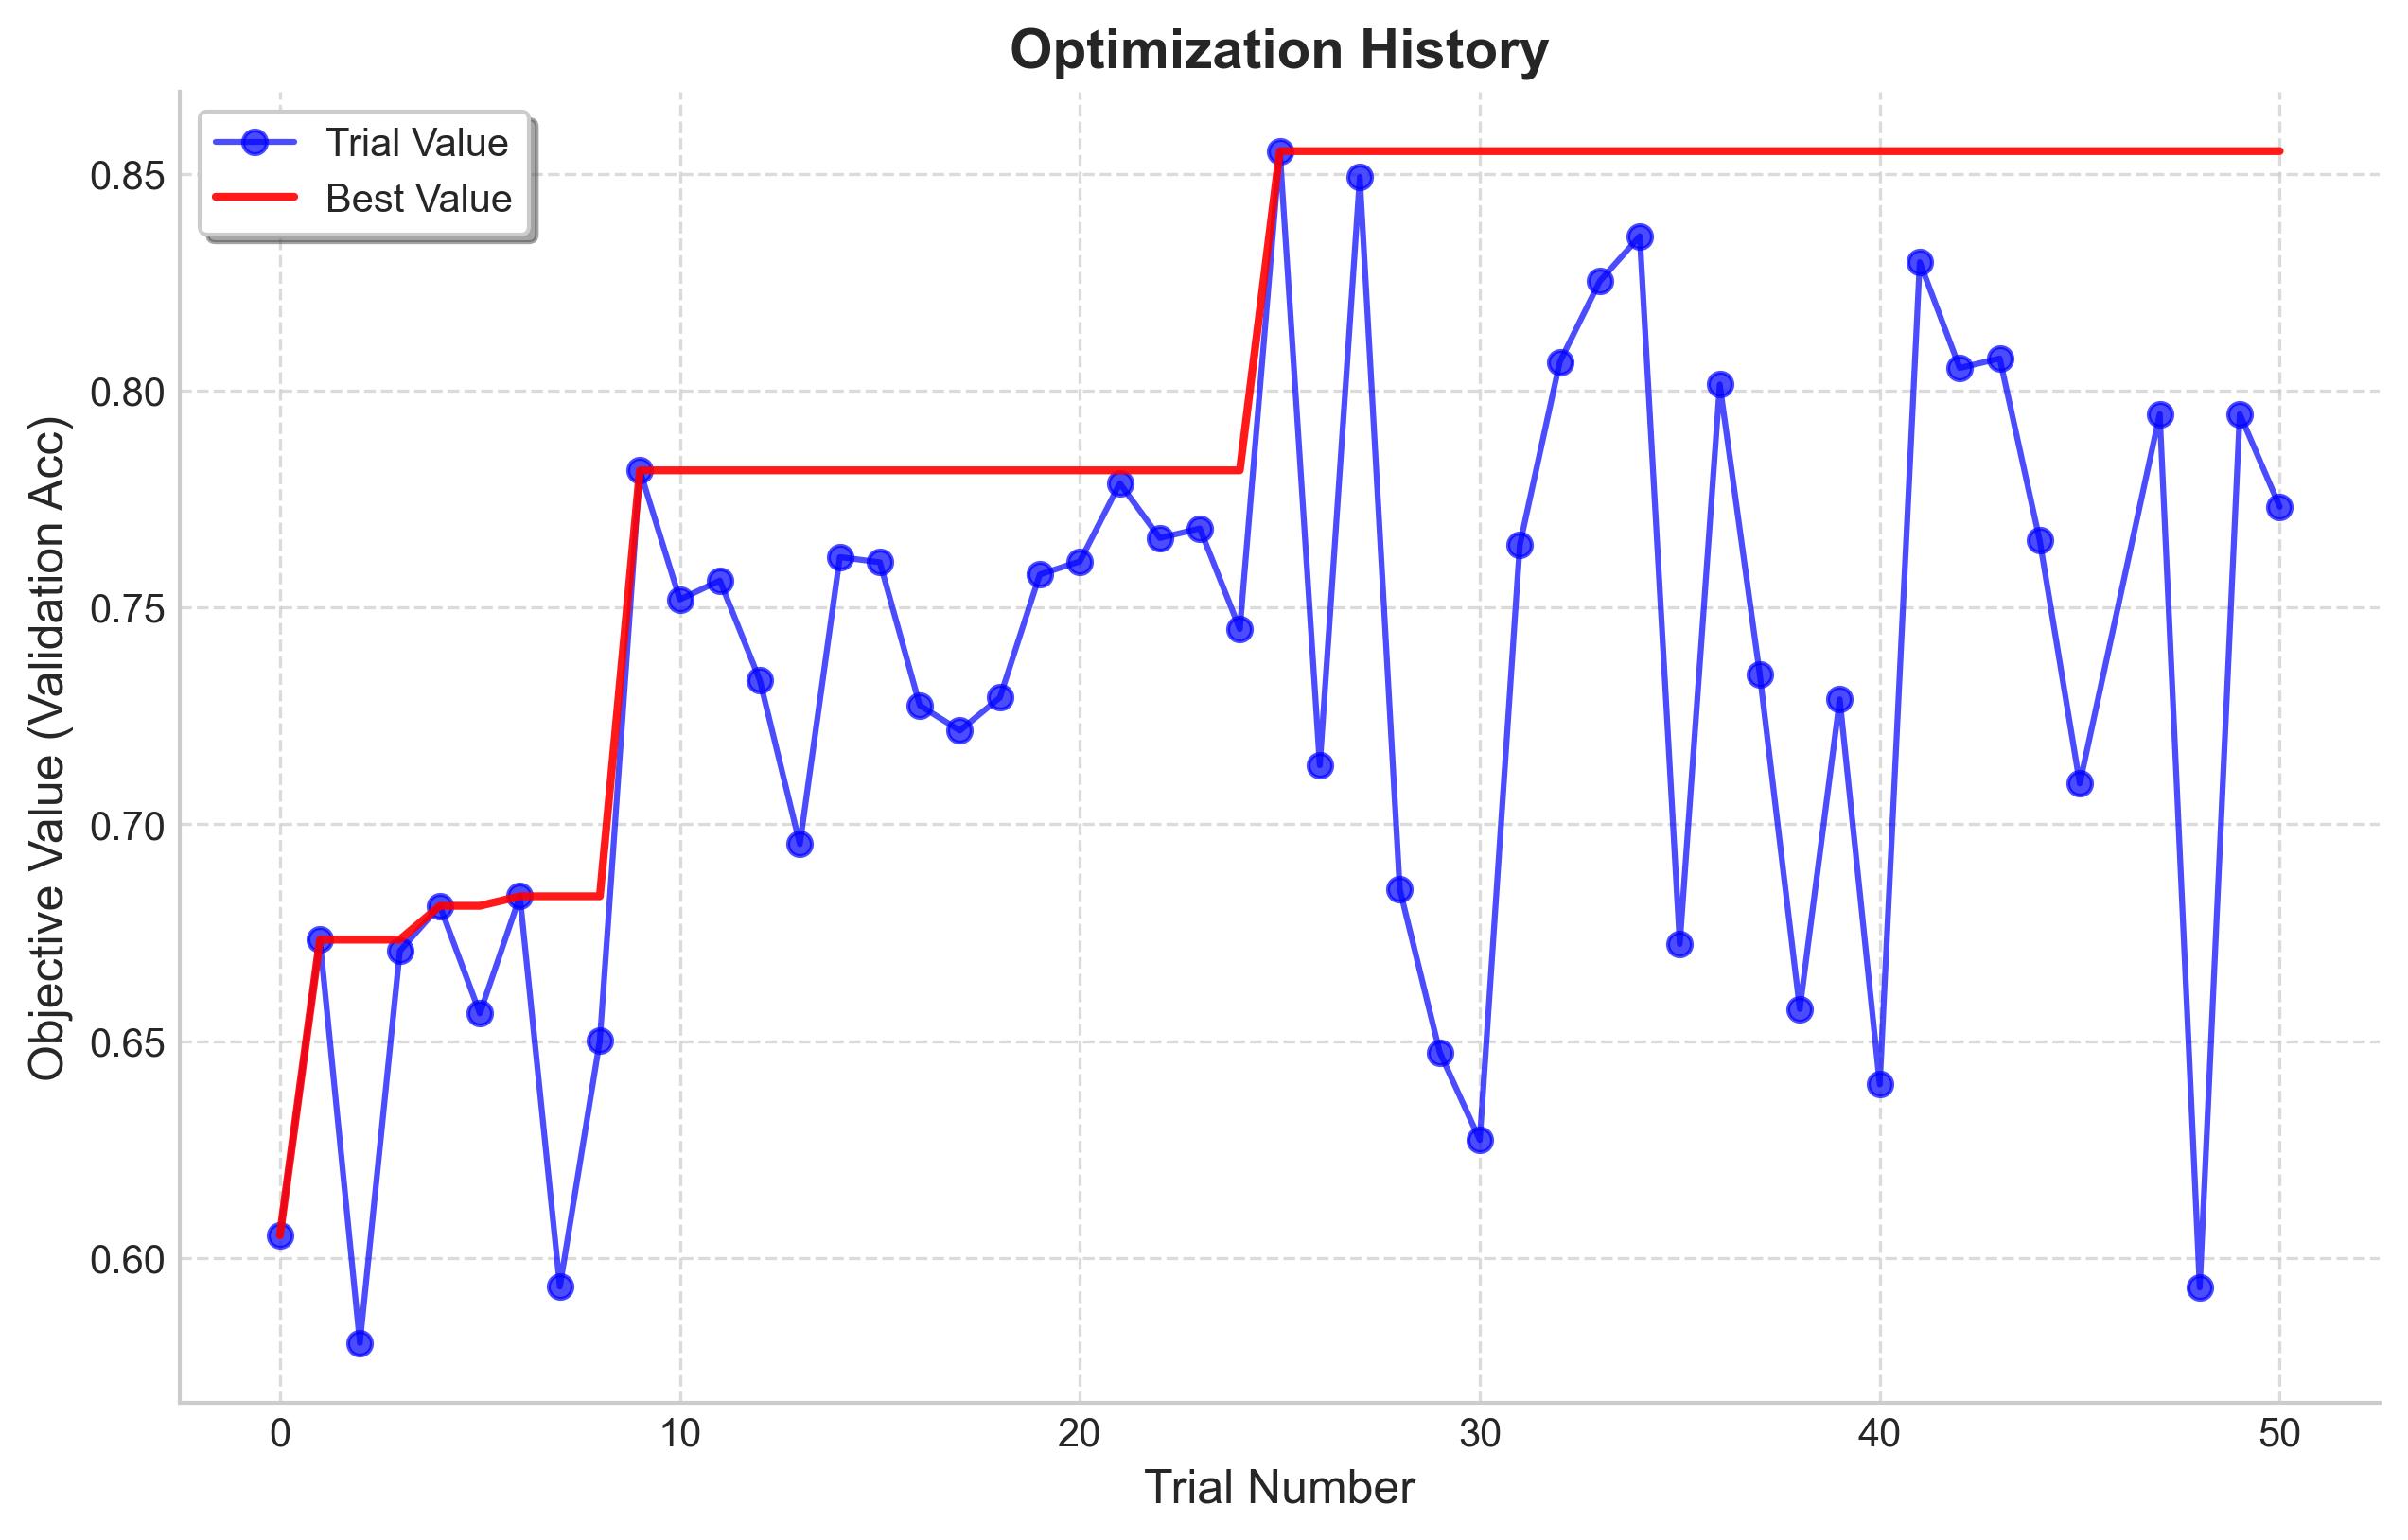 Optimization History
Trial Value
Best Value
Objective Value (Validation Acc)
0.85
0.80
0.75
0.70
0.65
0.60
0 10 20 30 40 50
Trial Number